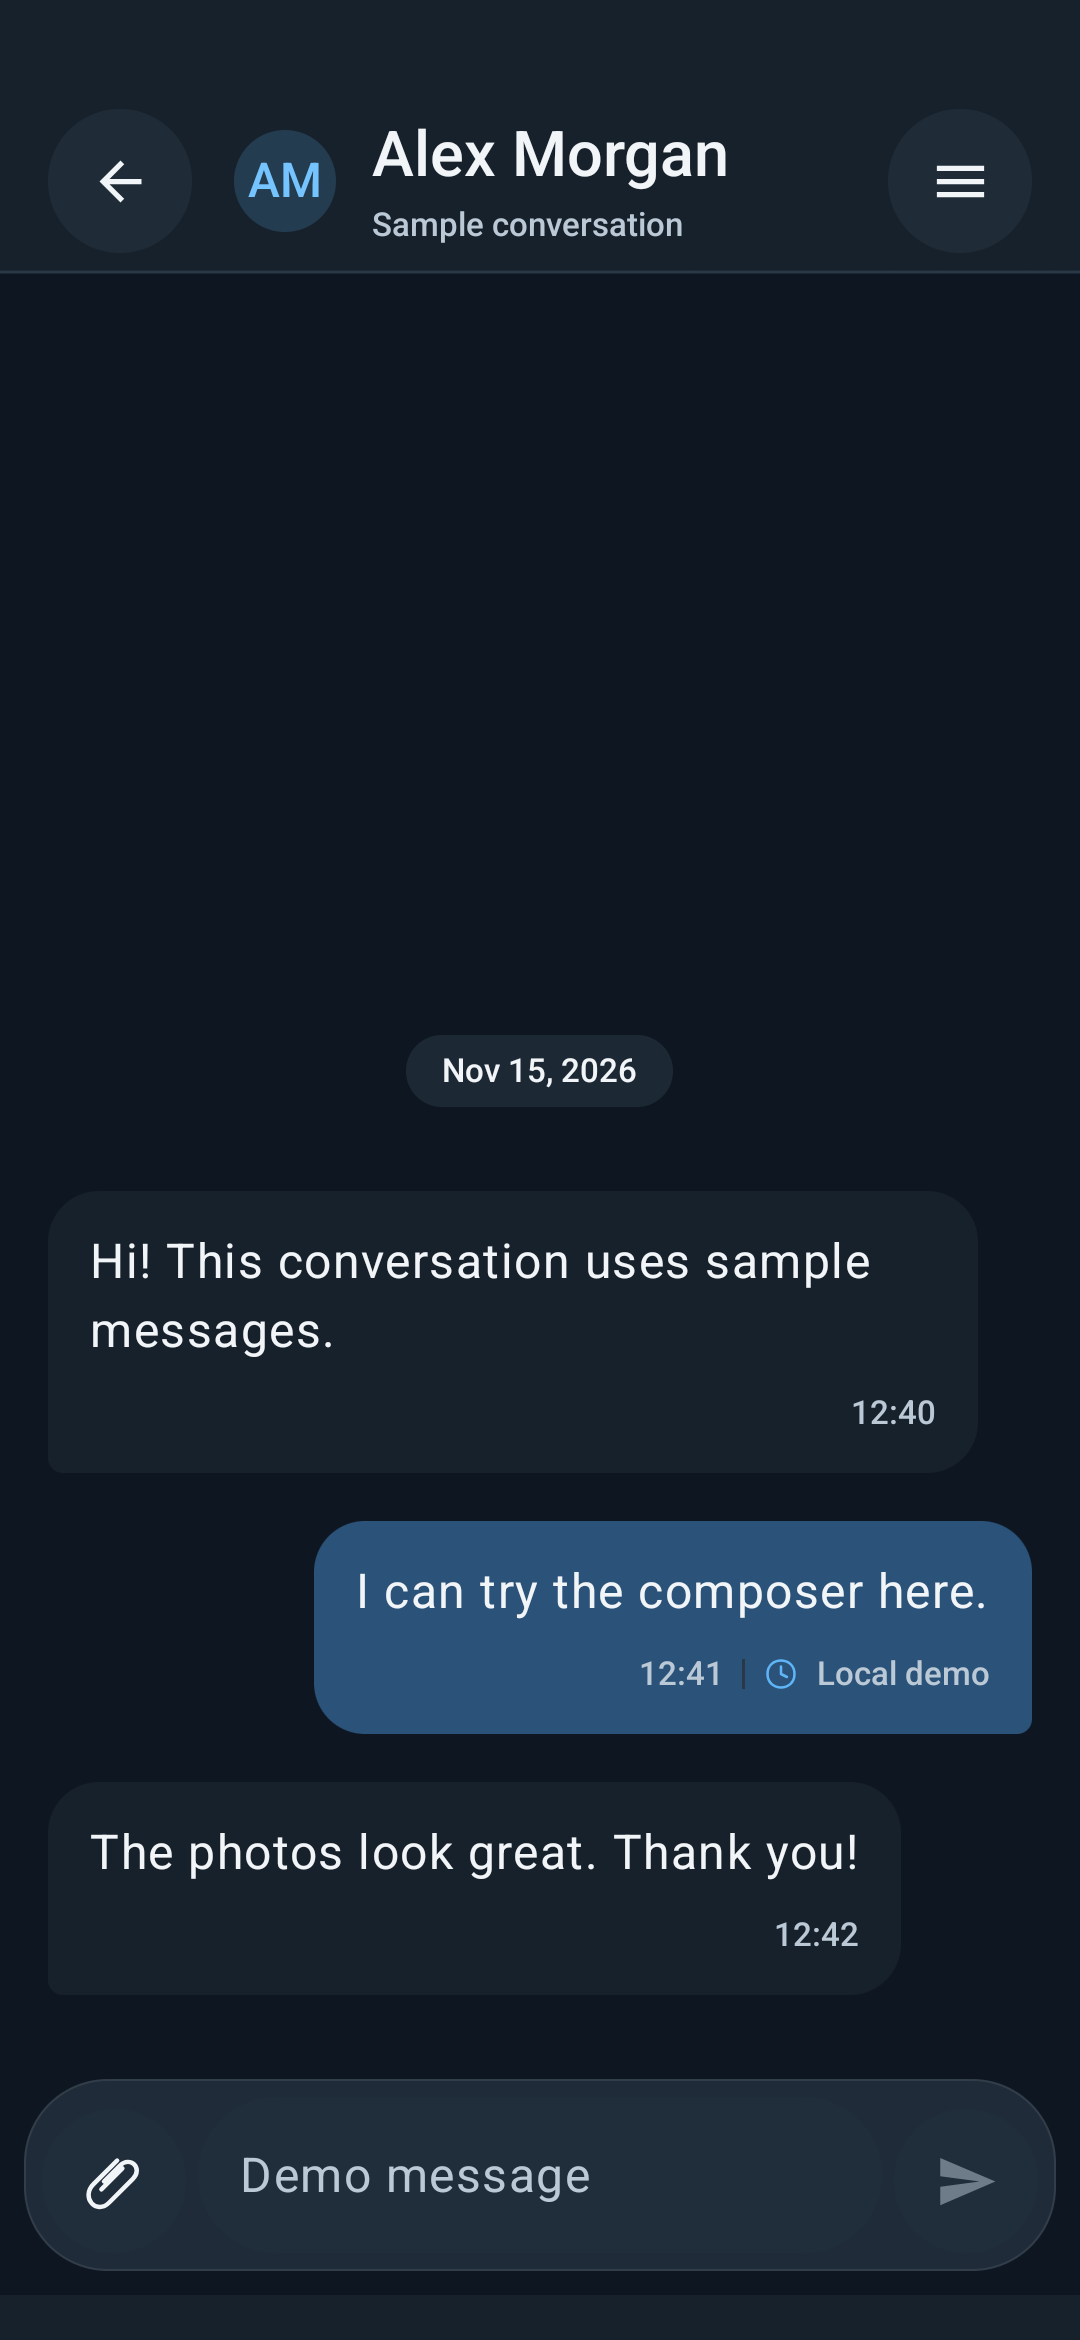 AM
Alex Morgan
Sample conversation
Nov 15, 2026
Hi! This conversation uses sample
messages.
12:40
I can try the composer here.
12:41 | Local demo
The photos look great. Thank you!
12:42
Demo message